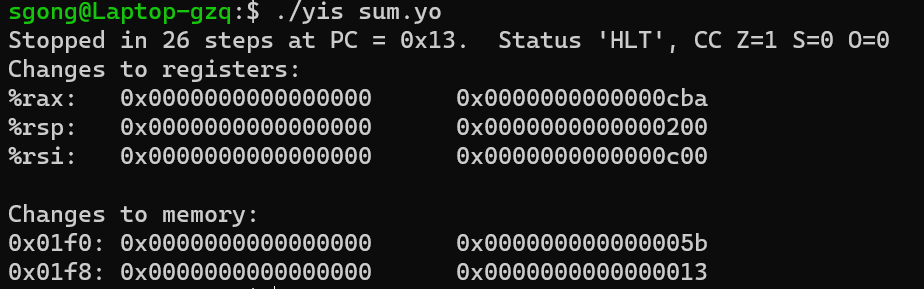 sgong@Laptop-gzq:$ ./yis sum.yo
Stopped in 26 steps at PC = 0x13.  Status 'HLT', CC Z=1 S=0 O=0
Changes to registers:
%rax:   0x0000000000000000      0x0000000000000cba
%rsp:   0x0000000000000000      0x0000000000000200
%rsi:   0x0000000000000000      0x0000000000000c00

Changes to memory:
0x01f0: 0x0000000000000000      0x000000000000005b
0x01f8: 0x0000000000000000      0x0000000000000013